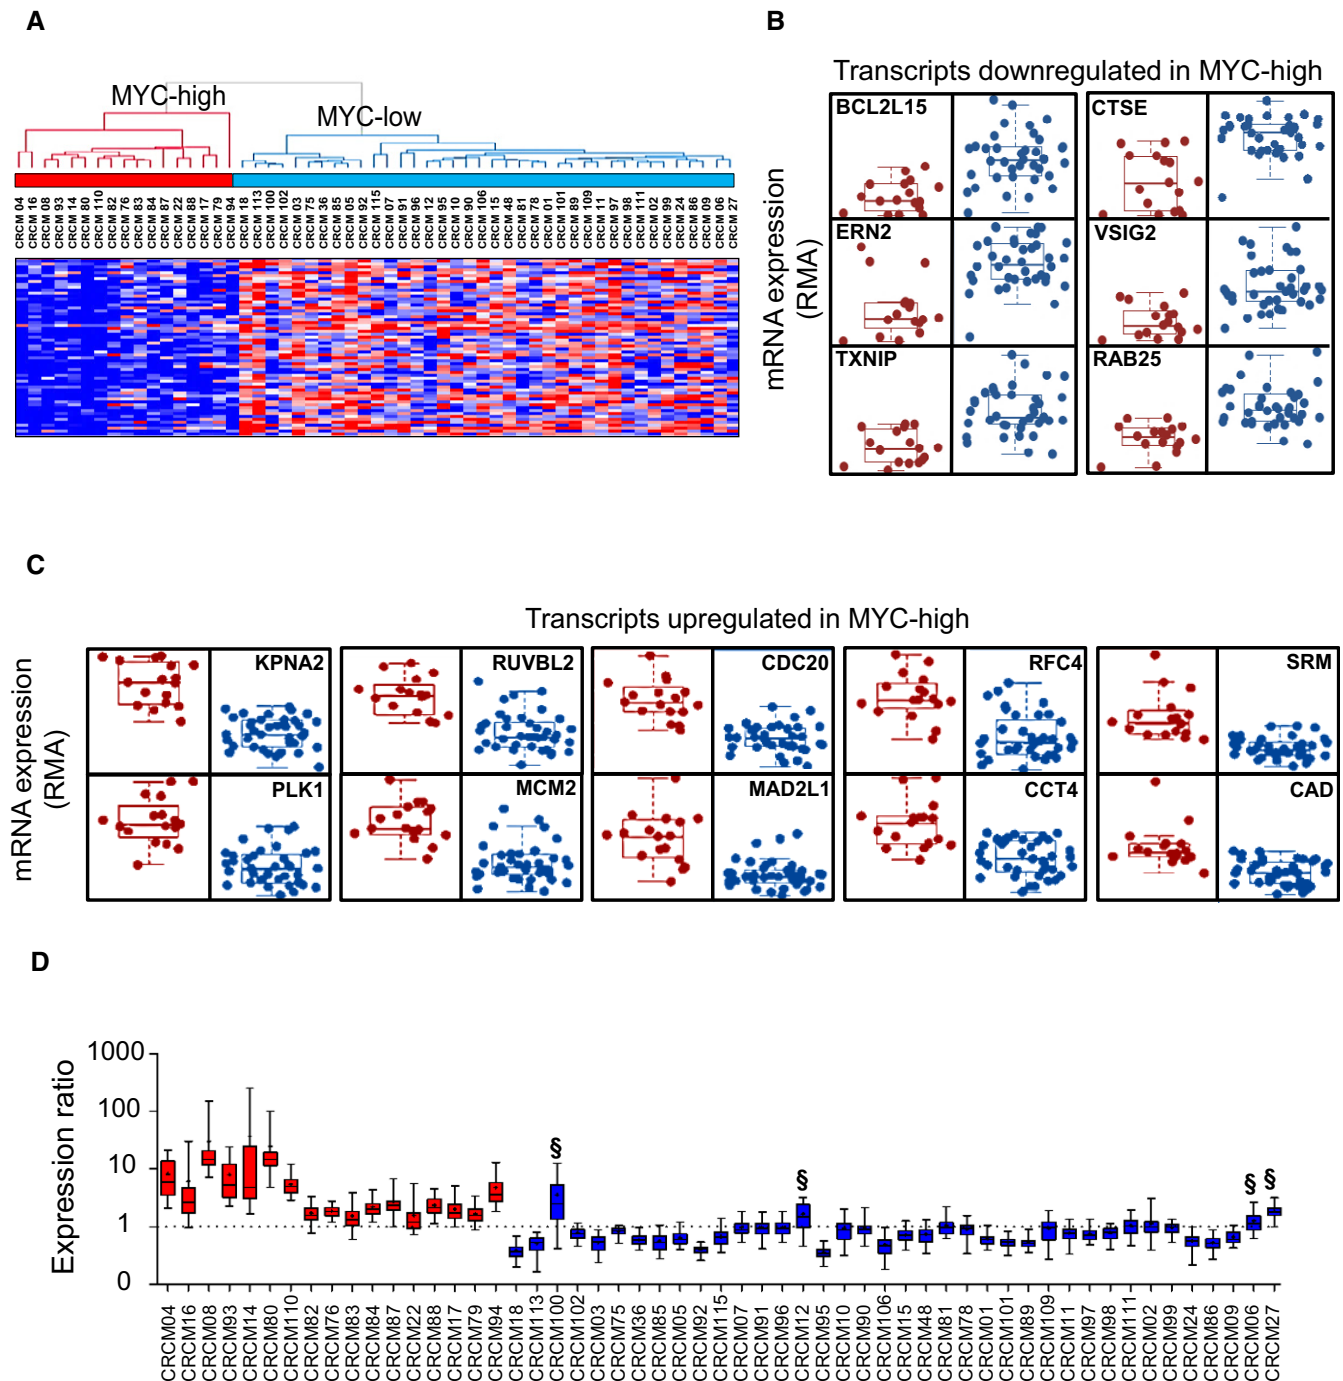 A
MYC-high
MYC-low
CRCM 04
CRCM 16
CRCM 08
CRCM 93
CRCM 14
CRCM 80
CRCM 110
CRCM 82
CRCM 76
CRCM 83
CRCM 84
CRCM 87
CRCM 22
CRCM 88
CRCM 17
CRCM 79
CRCM 94
CRCM 18
CRCM 113
CRCM 100
CRCM 102
CRCM 03
CRCM 75
CRCM 36
CRCM 85
CRCM 05
CRCM 92
CRCM 115
CRCM 07
CRCM 91
CRCM 96
CRCM 12
CRCM 95
CRCM 10
CRCM 90
CRCM 106
CRCM 15
CRCM 48
CRCM 81
CRCM 78
CRCM 01
CRCM 101
CRCM 89
CRCM 109
CRCM 11
CRCM 97
CRCM 98
CRCM 111
CRCM 02
CRCM 99
CRCM 24
CRCM 86
CRCM 09
CRCM 06
CRCM 27
B
Transcripts downregulated in MYC-high
mRNA expression
(RMA)
BCL2L15
CTSE
ERN2
VSIG2
TXNIP
RAB25
C
Transcripts upregulated in MYC-high
mRNA expression
(RMA)
KPNA2
RUVBL2
CDC20
RFC4
SRM
PLK1
MCM2
MAD2L1
CCT4
CAD
D
Expression ratio
1000
100
10
1
0
§
§
§
§
CRCM04
CRCM16
CRCM08
CRCM93
CRCM114
CRCM80
CRCM110
CRCM82
CRCM76
CRCM83
CRCM84
CRCM87
CRCM22
CRCM88
CRCM17
CRCM79
CRCM94
CRCM18
CRCM113
CRCM100
CRCM102
CRCM03
CRCM75
CRCM36
CRCM85
CRCM05
CRCM92
CRCM115
CRCM07
CRCM91
CRCM96
CRCM12
CRCM95
CRCM10
CRCM90
CRCM106
CRCM15
CRCM48
CRCM81
CRCM78
CRCM01
CRCM101
CRCM89
CRCM109
CRCM11
CRCM97
CRCM98
CRCM111
CRCM02
CRCM99
CRCM24
CRCM86
CRCM09
CRCM06
CRCM27